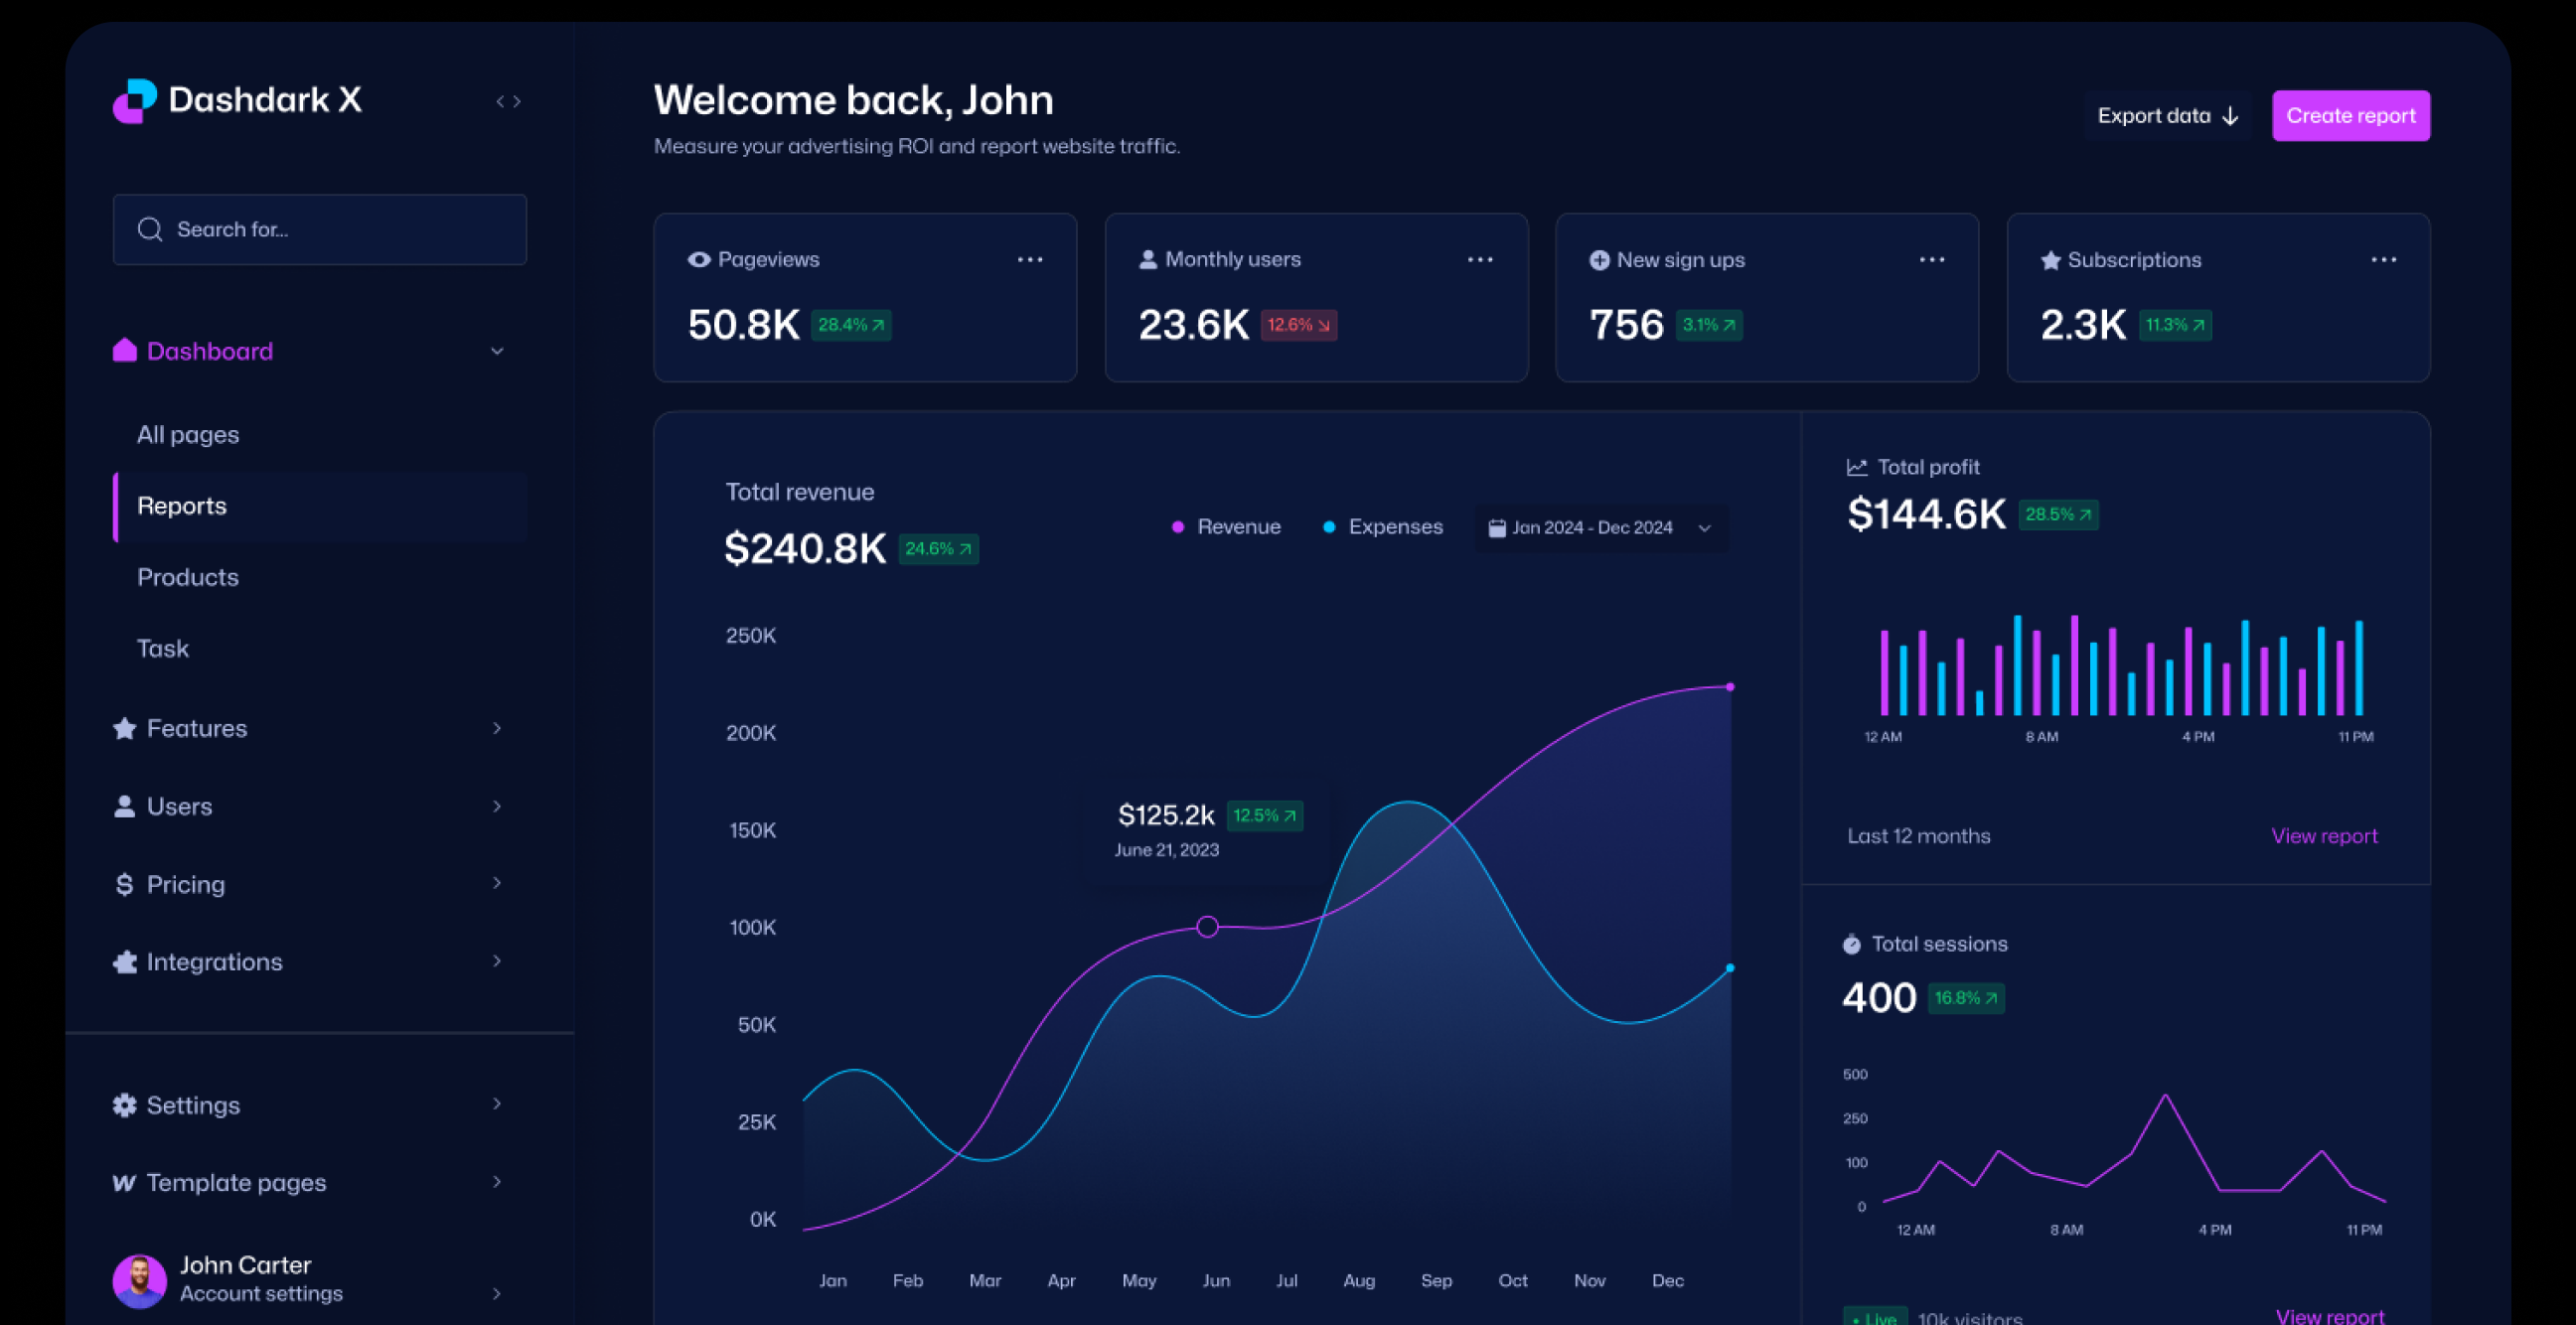 Dashdark X
Search for...
Dashboard
All pages
Reports
Products
Task
Features
Users
Pricing
Integrations
Settings
Template pages
John Carter
Account settings
Welcome back, John
Measure your advertising ROI and report website traffic.
Export data
Create report
Pageviews
50.8K 28.4%
Monthly users
23.6K 12.6%
New sign ups
756 3.1%
Subscriptions
2.3K 11.3%
Total revenue
$240.8K 24.6%
Revenue Expenses Jan 2024 - Dec 2024
250K
200K
150K
100K
50K
25K
0K
$125.2k 12.5%
June 21, 2023
Jan Feb Mar Apr May Jun Jul Aug Sep Oct Nov Dec
Total profit
$144.6K 28.5%
12 AM 8 AM 4 PM 11 PM
Last 12 months View report
Total sessions
400 16.8%
500
250
100
0
12 AM 8 AM 4 PM 11 PM
Live 10k visitors View report